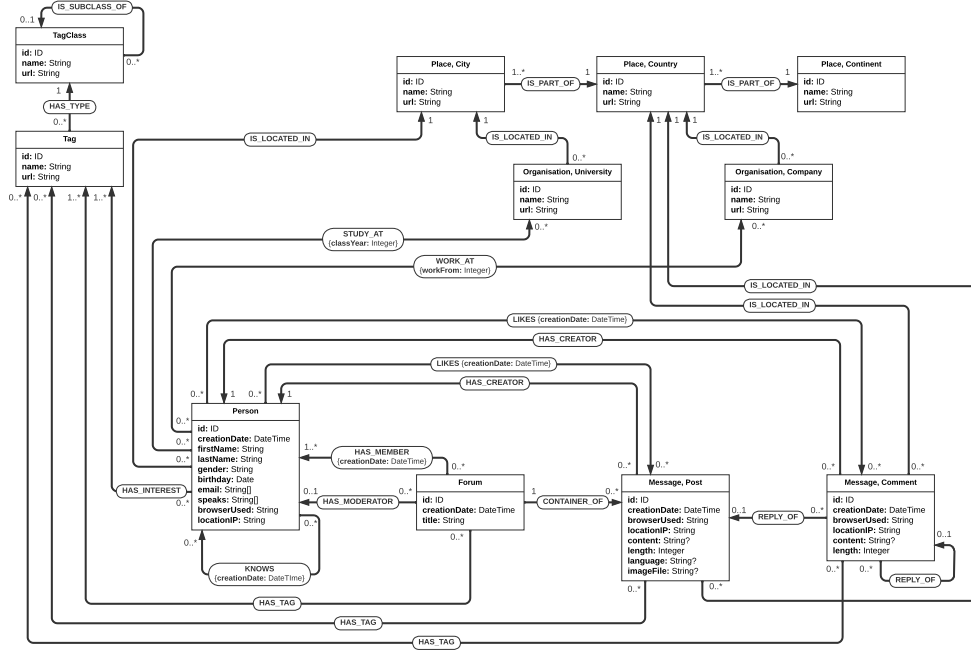 IS_SUBCLASS_OF
0..1
TagClass
id: ID
name: String
url: String
0..*
1
HAS_TYPE
0..*
Tag
id: ID
name: String
url: String
0..*
0..*
1..*
1..*
Place, City
id: ID
name: String
url: String
1..*
IS_PART_OF
1
Place, Country
id: ID
name: String
url: String
1..*
IS_PART_OF
1
Place, Continent
id: ID
name: String
url: String
1
1
1
1
1
IS_LOCATED_IN
IS_LOCATED_IN
IS_LOCATED_IN
0..*
0..*
Organisation, University
id: ID
name: String
url: String
0..*
Organisation, Company
id: ID
name: String
url: String
0..*
STUDY_AT
{classYear: Integer}
WORK_AT
{workFrom: Integer}
IS_LOCATED_IN
IS_LOCATED_IN
LIKES {creationDate: DateTime}
HAS_CREATOR
LIKES {creationDate: DateTime}
HAS_CREATOR
0..*
1
0..*
1
Person
id: ID
creationDate: DateTime
firstName: String
lastName: String
gender: String
birthday: Date
email: String[]
speaks: String[]
browserUsed: String
locationIP: String
0..*
0..*
0..*
HAS_INTEREST
0..*
0..*
0..*
KNOWS
{creationDate: DateTIme}
1..*
HAS_MEMBER
{creationDate: DateTime}
0..*
0..1
HAS_MODERATOR
0..*
Forum
id: ID
creationDate: DateTime
title: String
0..*
1
CONTAINER_OF
0..*
0..*
0..*
Message, Post
id: ID
creationDate: DateTime
browserUsed: String
locationIP: String
content: String?
length: Integer
language: String?
imageFile: String?
0..*
0..*
0..1
REPLY_OF
0..*
0..*
0..*
0..*
Message, Comment
id: ID
creationDate: DateTime
browserUsed: String
locationIP: String
content: String?
length: Integer
0..1
0..*
0..*
REPLY_OF
HAS_TAG
HAS_TAG
HAS_TAG